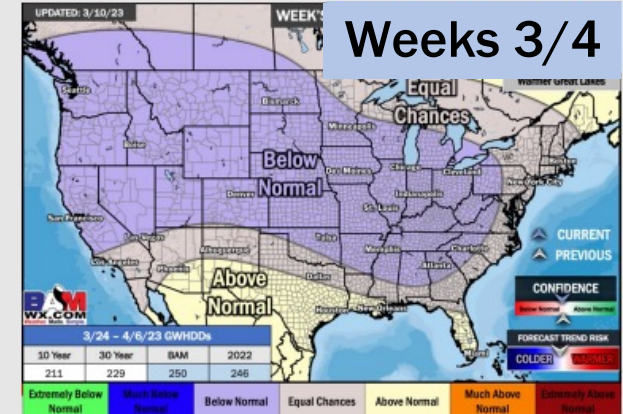 UPDATED: 3/10/23
WEEK'S
Weeks 3/4
Warmer Great Lakes
Equal
Chances
Seattle
Bismarck
Minneapolis
Boise
Boston
Below
Normal
Des Moines
Chicago
Cleveland
New York City
Denver
Indianapolis
St. Louis
San Francisco
Las Vegas
Tulsa
Memphis
Charlotte
Los Angeles
Albuquerque
Phoenix
Dallas
Atlanta
Above
Normal
Houston
New Orleans
Miami
CURRENT
PREVIOUS
CONFIDENCE
Below Normal
Above Normal
FORECAST TREND RISK
COLDER
WARMER
BAM
WX.COM
3/24 – 4/6/23 GWHDDs
10 Year 30 Year BAM 2022
211 229 250 246
Extremely Below Normal
Much Below Normal
Below Normal
Equal Chances
Above Normal
Much Above Normal
Extremely Above Normal